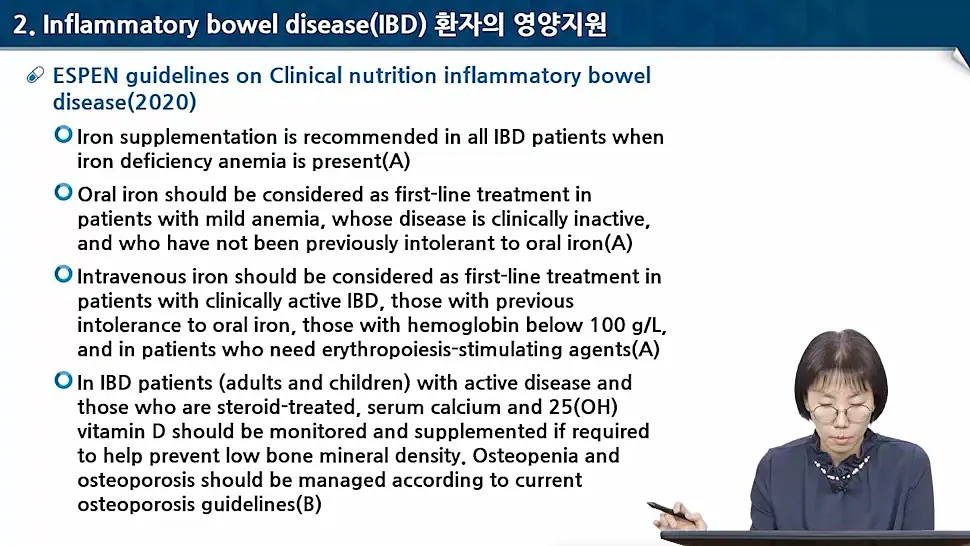 2. Inflammatory bowel disease(IBD) 환자의 영양지원
ESPEN guidelines on Clinical nutrition inflammatory bowel
disease(2020)
Iron supplementation is recommended in all IBD patients when
iron deficiency anemia is present(A)
Oral iron should be considered as first-line treatment in
patients with mild anemia, whose disease is clinically inactive,
and who have not been previously intolerant to oral iron(A)
Intravenous iron should be considered as first-line treatment in
patients with clinically active IBD, those with previous
intolerance to oral iron, those with hemoglobin below 100 g/L,
and in patients who need erythropoiesis-stimulating agents(A)
In IBD patients (adults and children) with active disease and
those who are steroid-treated, serum calcium and 25(OH)
vitamin D should be monitored and supplemented if required
to help prevent low bone mineral density. Osteopenia and
osteoporosis should be managed according to current
osteoporosis guidelines(B)